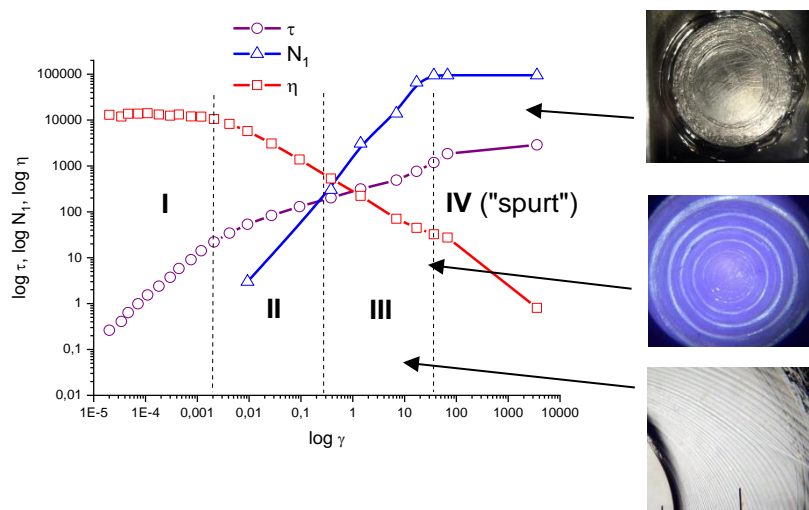 τ
N₁
η
100000
10000
1000
100
10
1
0,1
0,01
log τ, log N₁, log η
I
II
III
IV ("spurt")
1E-5 1E-4 0,001 0,01 0,1 1 10 100 1000 10000
log γ